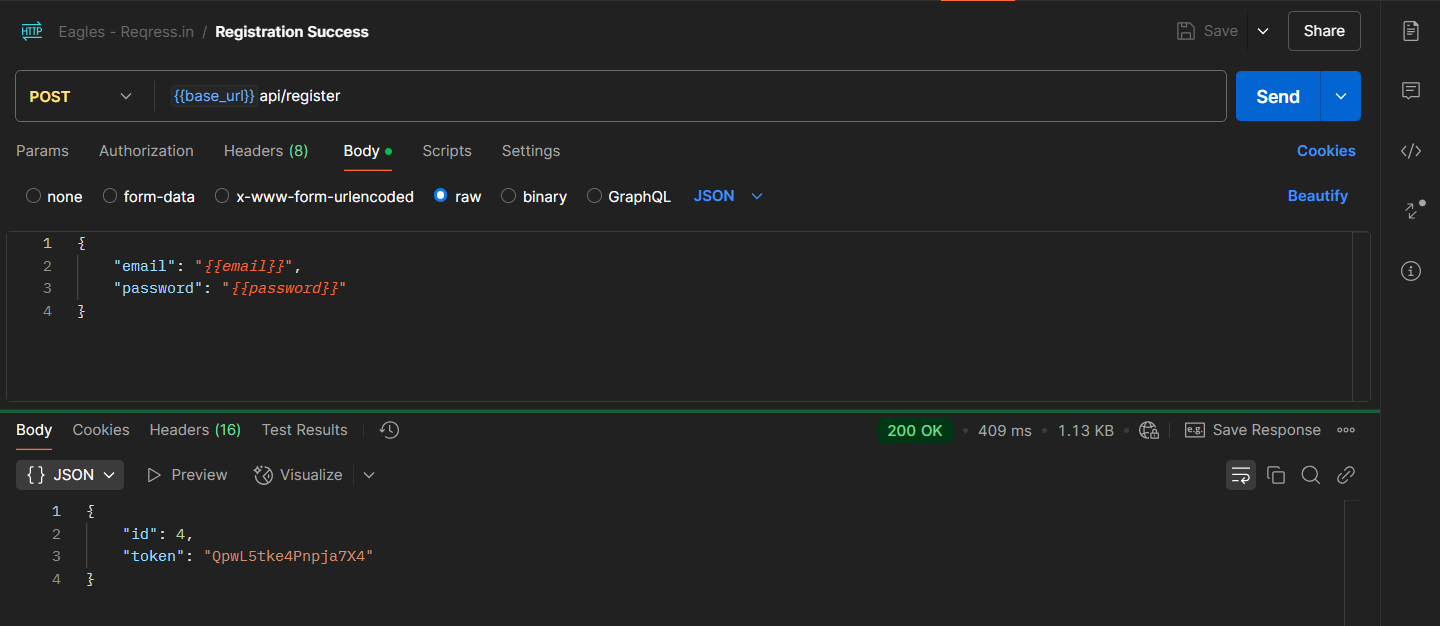 HTTP Eagles - Reqress.in / Registration Success Save Share
POST {{base_url}} api/register Send
Params Authorization Headers (8) Body Scripts Settings Cookies
none form-data x-www-form-urlencoded raw binary GraphQL JSON Beautify
1 {
2 "email": "{{email}}",
3 "password": "{{password}}"
4 }
Body Cookies Headers (16) Test Results 200 OK • 409 ms • 1.13 KB • e.g. Save Response
{} JSON Preview Visualize
1 {
2 "id": 4,
3 "token": "QpwL5tke4Pnpja7X4"
4 }